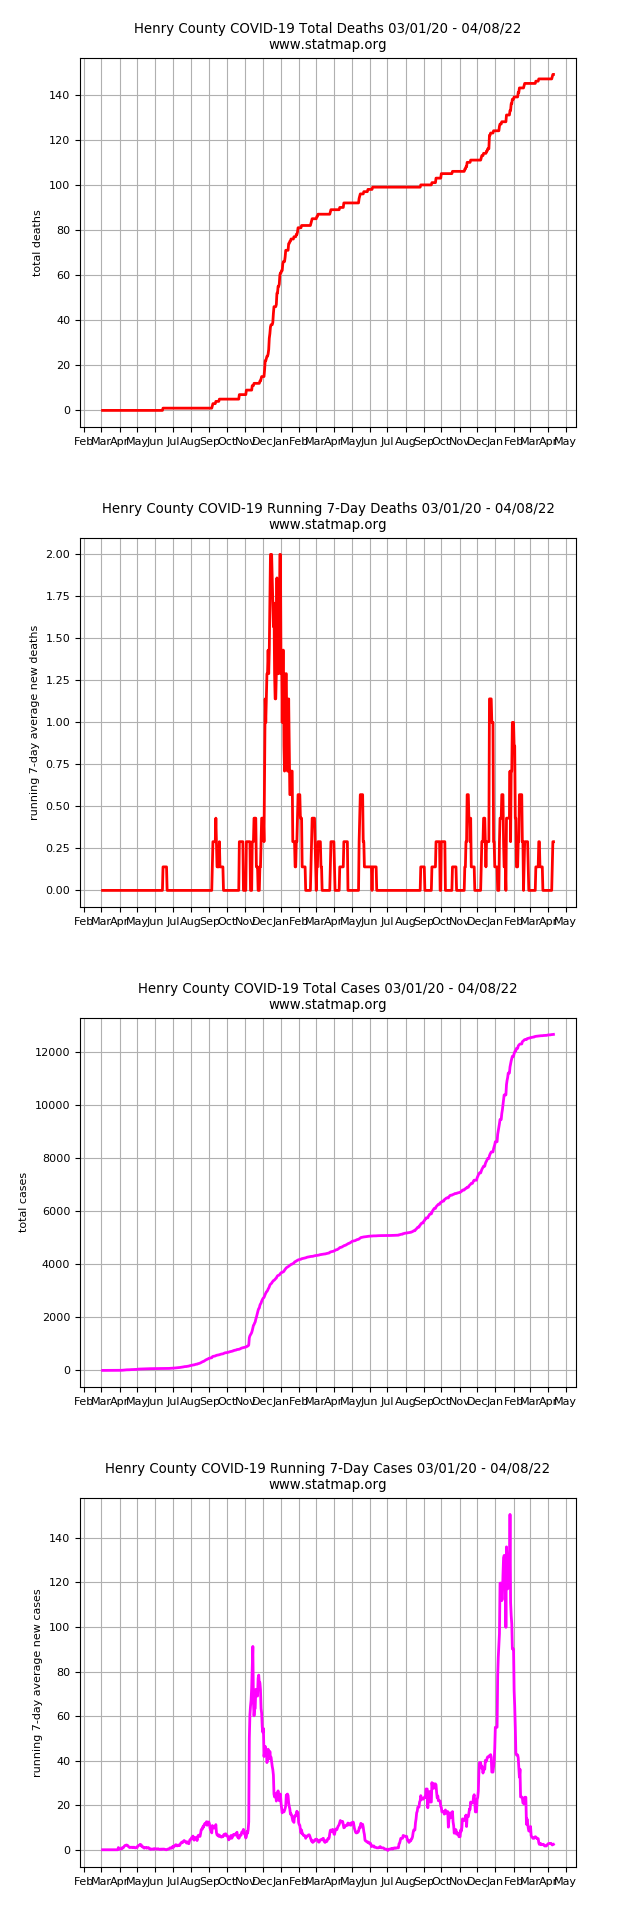 Henry County COVID-19 Total Deaths 03/01/20 - 04/08/22
www.statmap.org
total deaths
140
120
100
80
60
40
20
0
Feb Mar Apr May Jun Jul Aug Sep Oct Nov Dec Jan Feb Mar Apr May Jun Jul Aug Sep Oct Nov Dec Jan Feb Mar Apr May
Henry County COVID-19 Running 7-Day Deaths 03/01/20 - 04/08/22
www.statmap.org
running 7-day average new deaths
2.00
1.75
1.50
1.25
1.00
0.75
0.50
0.25
0.00
Feb Mar Apr May Jun Jul Aug Sep Oct Nov Dec Jan Feb Mar Apr May Jun Jul Aug Sep Oct Nov Dec Jan Feb Mar Apr May
Henry County COVID-19 Total Cases 03/01/20 - 04/08/22
www.statmap.org
total cases
12000
10000
8000
6000
4000
2000
0
Feb Mar Apr May Jun Jul Aug Sep Oct Nov Dec Jan Feb Mar Apr May Jun Jul Aug Sep Oct Nov Dec Jan Feb Mar Apr May
Henry County COVID-19 Running 7-Day Cases 03/01/20 - 04/08/22
www.statmap.org
running 7-day average new cases
140
120
100
80
60
40
20
0
Feb Mar Apr May Jun Jul Aug Sep Oct Nov Dec Jan Feb Mar Apr May Jun Jul Aug Sep Oct Nov Dec Jan Feb Mar Apr May